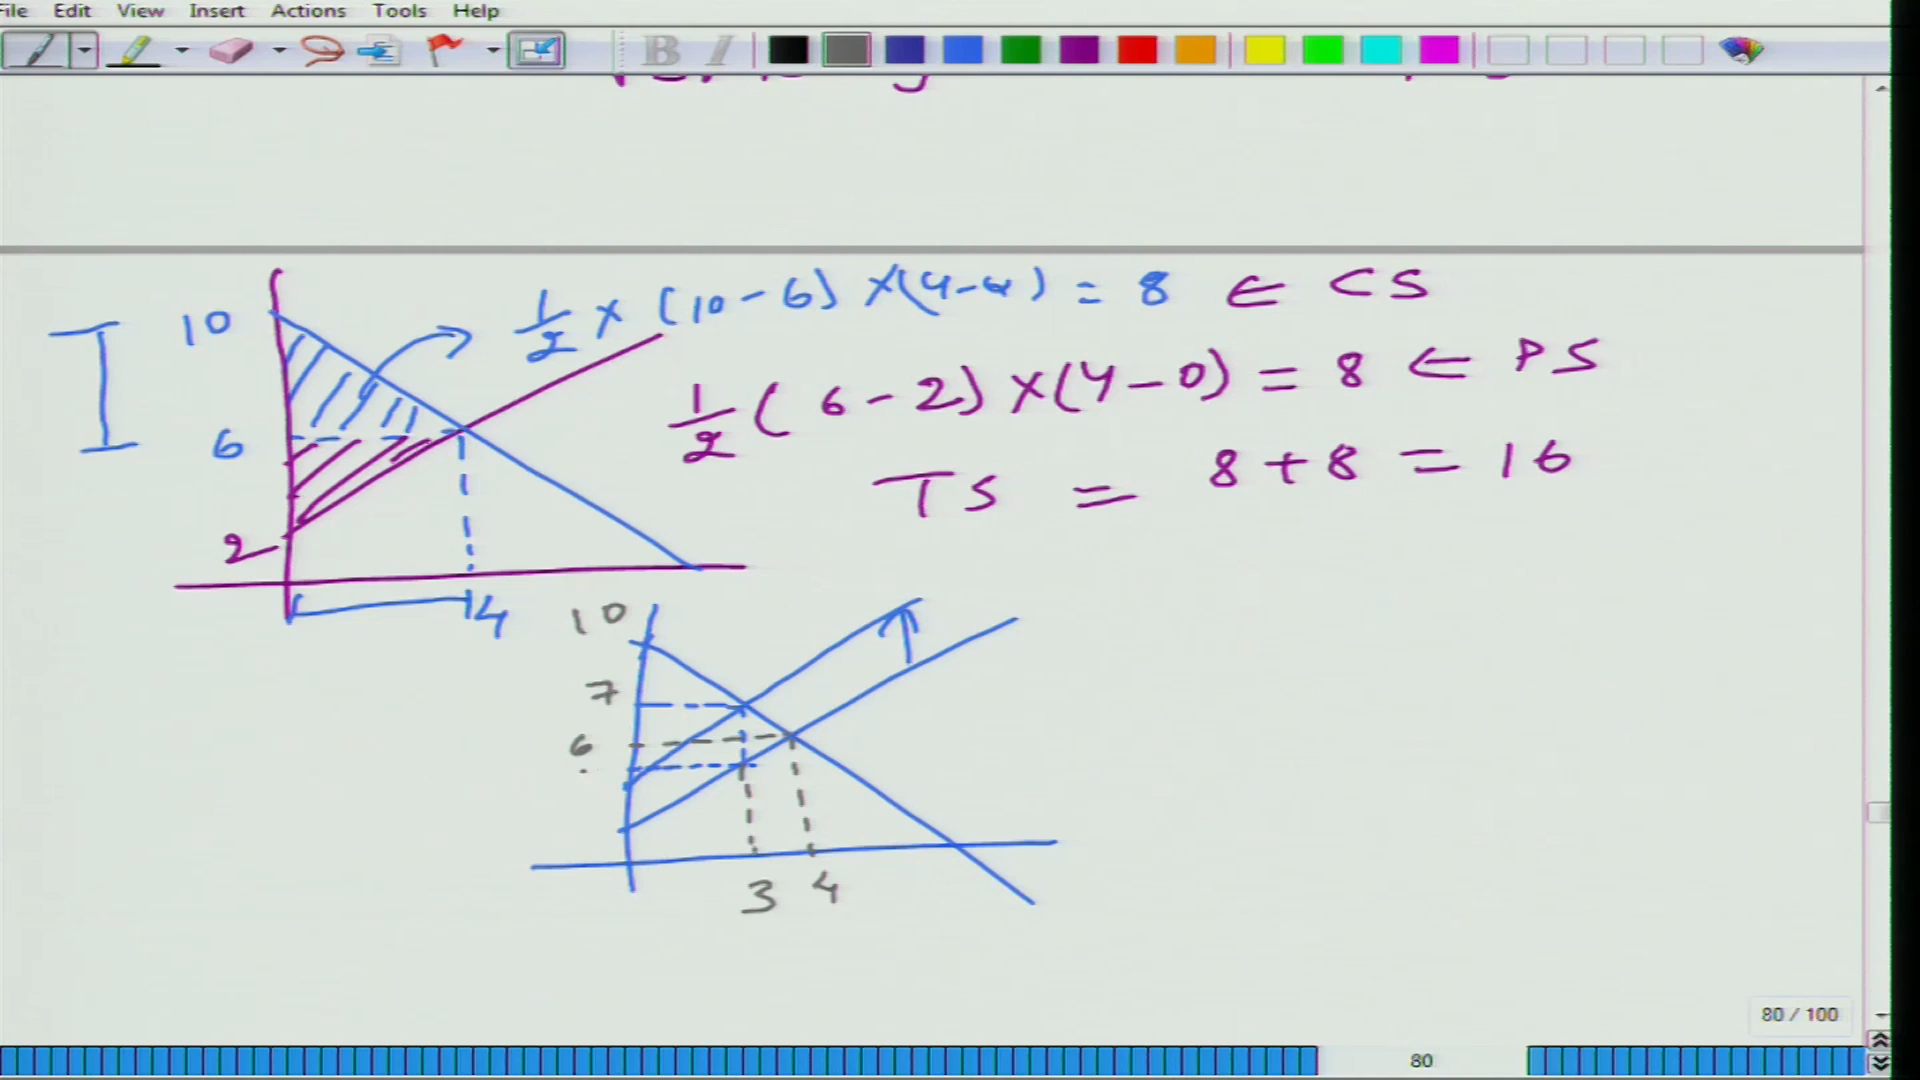 File Edit View Insert Actions Tools Help
B I
10
1/2 × (10-6) × (4-4) = 8 ⇐ CS
1/2 (6-2) × (4-0) = 8 ⇐ PS
6
TS = 8+8 = 16
2
4
10
7
6
3 4
80 / 100
80